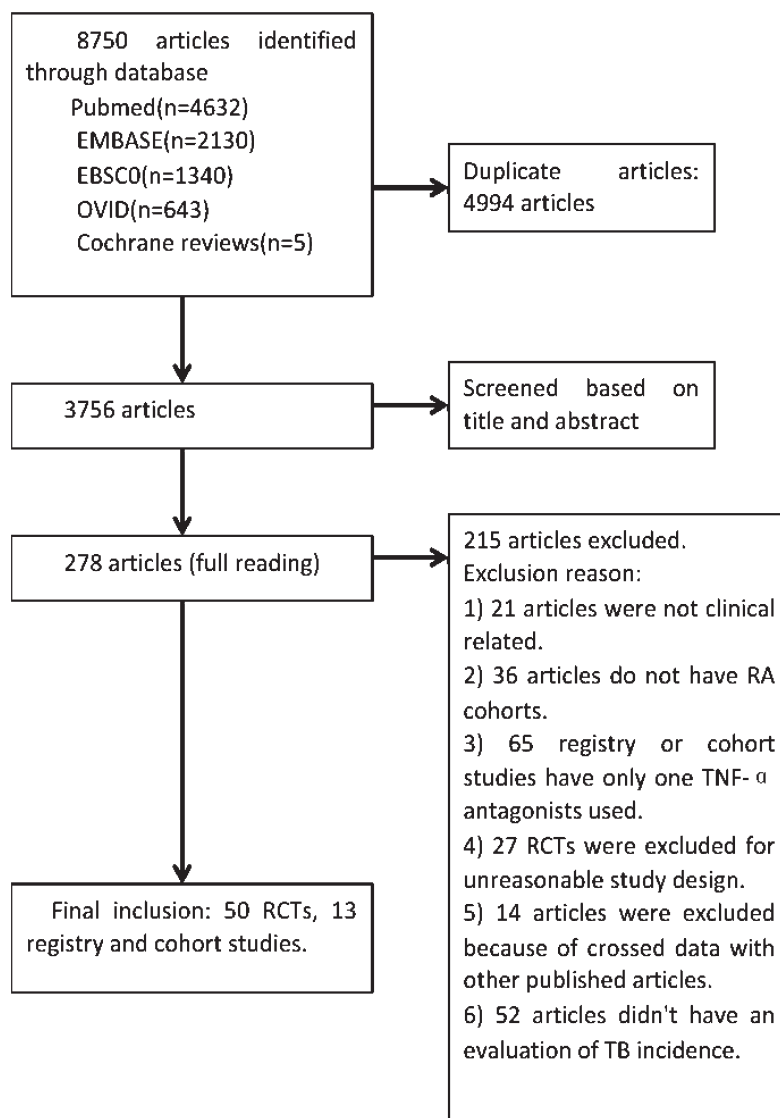 8750 articles identified
through database
Pubmed(n=4632)
EMBASE(n=2130)
EBSC0(n=1340)
OVID(n=643)
Cochrane reviews(n=5)
Duplicate articles:
4994 articles
3756 articles
Screened based on
title and abstract
278 articles (full reading)
215 articles excluded.
Exclusion reason:
1) 21 articles were not clinical
related.
2) 36 articles do not have RA
cohorts.
3) 65 registry or cohort
studies have only one TNF-α
antagonists used.
4) 27 RCTs were excluded for
unreasonable study design.
5) 14 articles were excluded
because of crossed data with
other published articles.
6) 52 articles didn't have an
evaluation of TB incidence.
Final inclusion: 50 RCTs, 13
registry and cohort studies.